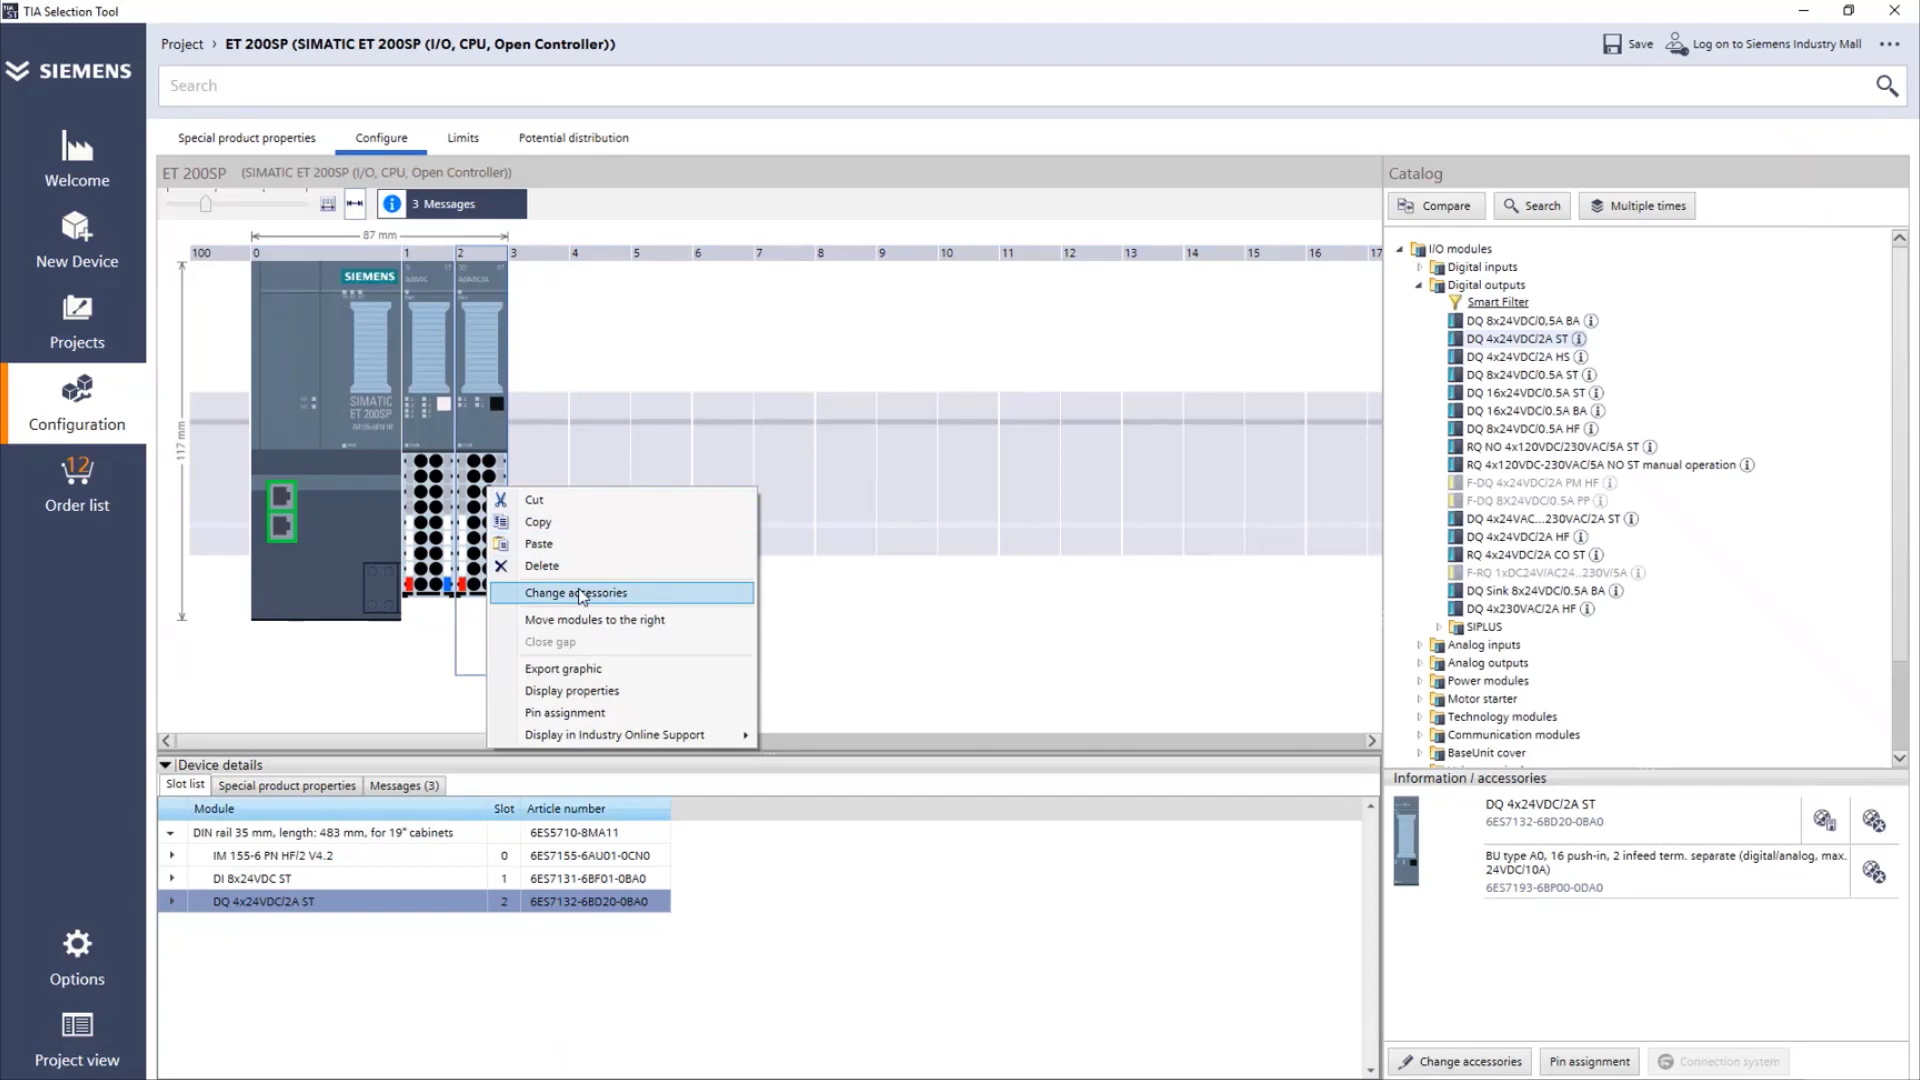 TIA Selection Tool
Project › ET 200SP (SIMATIC ET 200SP (I/O, CPU, Open Controller))
Save
Log on to Siemens Industry Mall
SIEMENS
Search
Welcome
New Device
Projects
Configuration
12
Order list
Options
Project view
Special product properties
Configure
Limits
Potential distribution
ET 200SP (SIMATIC ET 200SP (I/O, CPU, Open Controller))
3 Messages
87 mm
100 0 1 2 3 4 5 6 7 8 9 10 11 12 13 14 15 16 17
117 mm
SIEMENS
SIMATIC
ET 200SP
Cut
Copy
Paste
Delete
Change accessories
Move modules to the right
Close gap
Export graphic
Display properties
Pin assignment
Display in Industry Online Support
Device details
Slot list
Special product properties
Messages (3)
Module Slot Article number
DIN rail 35 mm, length: 483 mm, for 19" cabinets 6ES5710-8MA11
IM 155-6 PN HF/2 V4.2 0 6ES7155-6AU01-0CN0
DI 8x24VDC ST 1 6ES7131-6BF01-0BA0
DQ 4x24VDC/2A ST 2 6ES7132-6BD20-0BA0
Catalog
Compare
Search
Multiple times
I/O modules
Digital inputs
Digital outputs
Smart Filter
DQ 8x24VDC/0,5A BA
DQ 4x24VDC/2A ST
DQ 4x24VDC/2A HS
DQ 8x24VDC/0.5A ST
DQ 16x24VDC/0.5A ST
DQ 16x24VDC/0.5A BA
DQ 8x24VDC/0.5A HF
RQ NO 4x120VDC/230VAC/5A ST
RQ 4x120VDC-230VAC/5A NO ST manual operation
F-DQ 4x24VDC/2A PM HF
F-DQ 8X24VDC/0.5A PP
DQ 4x24VAC...230VAC/2A ST
DQ 4x24VDC/2A HF
RQ 4x24VDC/2A CO ST
F-RQ 1xDC24V/AC24..230V/5A
DQ Sink 8x24VDC/0.5A BA
DQ 4x230VAC/2A HF
SIPLUS
Analog inputs
Analog outputs
Power modules
Motor starter
Technology modules
Communication modules
BaseUnit cover
Information / accessories
DQ 4x24VDC/2A ST
6ES7132-6BD20-0BA0
BU type A0, 16 push-in, 2 infeed term. separate (digital/analog, max.
24VDC/10A)
6ES7193-6BP00-0DA0
Change accessories
Pin assignment
Connection system